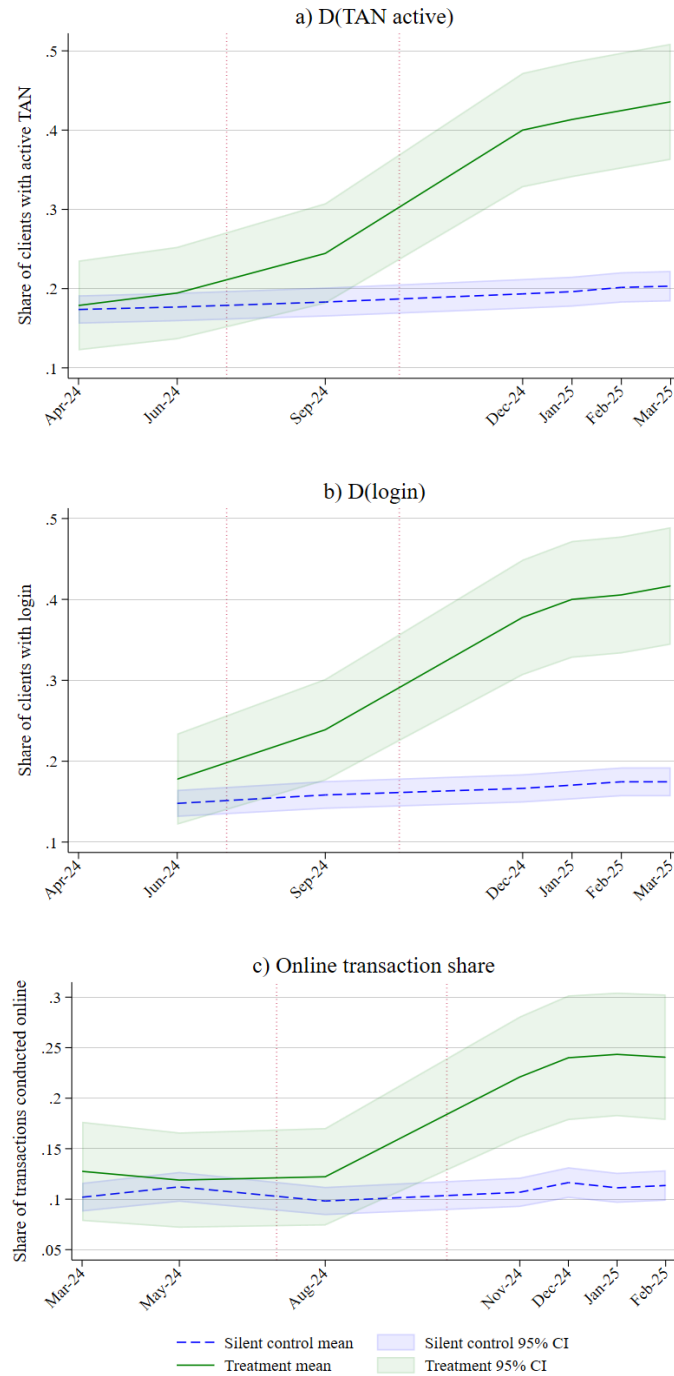 a) D(TAN active)
Share of clients with active TAN
.5
.4
.3
.2
.1
Apr-24
Jun-24
Sep-24
Dec-24
Jan-25
Feb-25
Mar-25
b) D(login)
Share of clients with login
.5
.4
.3
.2
.1
Apr-24
Jun-24
Sep-24
Dec-24
Jan-25
Feb-25
Mar-25
c) Online transaction share
Share of transactions conducted online
.3
.25
.2
.15
.1
.05
Mar-24
May-24
Aug-24
Nov-24
Dec-24
Jan-25
Feb-25
Silent control mean
Silent control 95% CI
Treatment mean
Treatment 95% CI